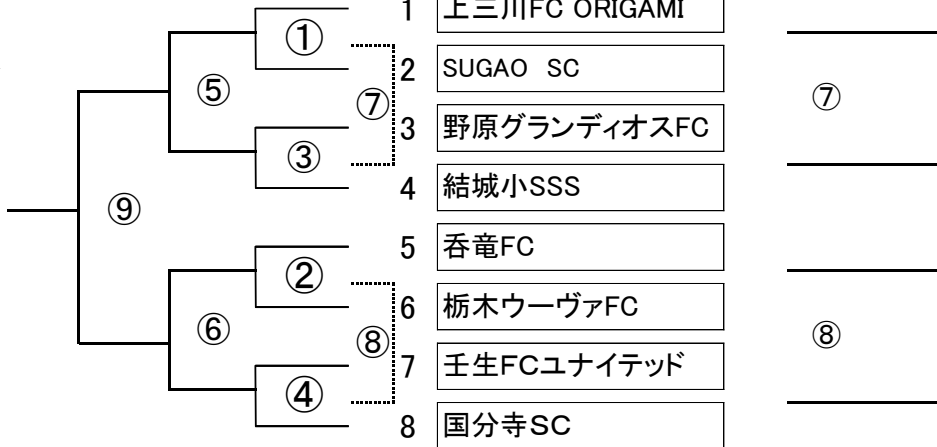 1 上三川FC ORIGAMI
①
2 SUGAO SC
⑤
⑦
⑦
3 野原グランディオスFC
③
4 結城小SSS
⑨
5 呑竜FC
②
6 栃木ウーヴァFC
⑥
⑧
⑧
7 壬生FCユナイテッド
④
8 国分寺SC